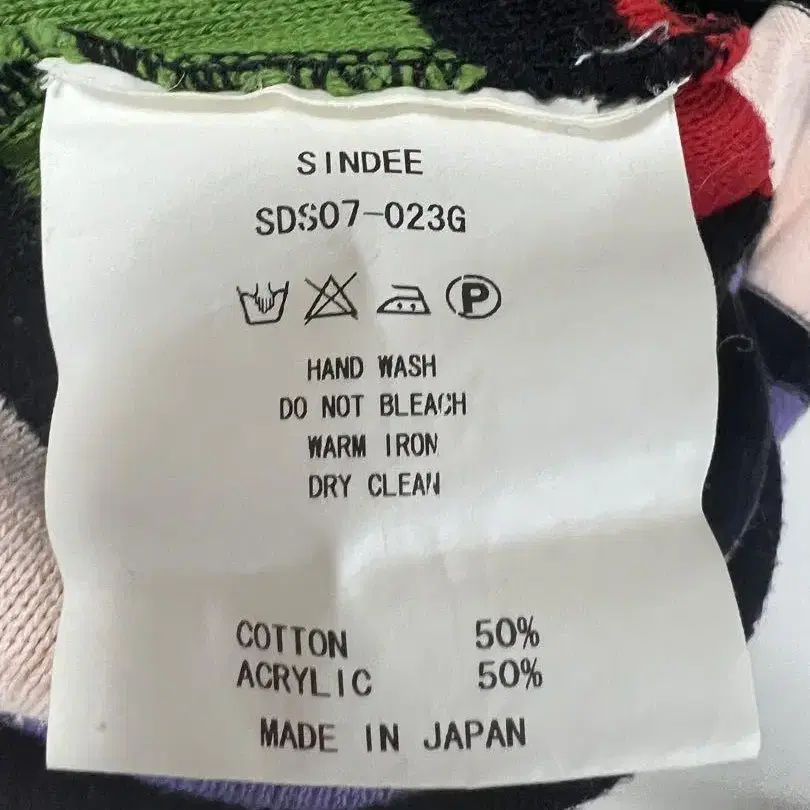 SINDEE
SDS07-023G
P
HAND WASH
DO NOT BLEACH
WARM IRON
DRY CLEAN
COTTON 50%
ACRYLIC 50%
MADE IN JAPAN